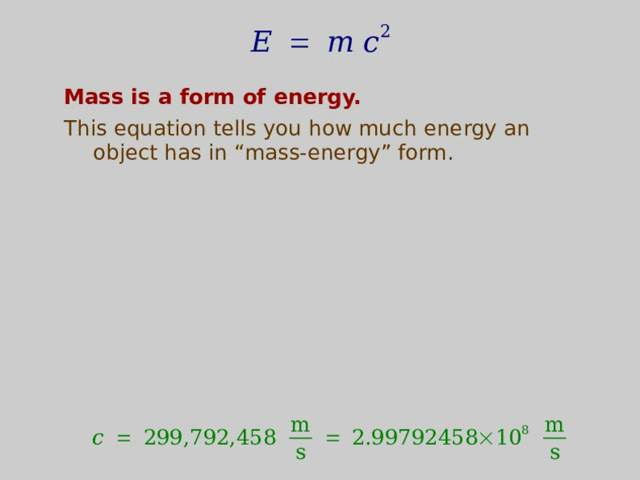 E = m c²
Mass is a form of energy.
This equation tells you how much energy an
object has in “mass-energy” form.
c = 299,792,458 m/s = 2.99792458×10⁸ m/s